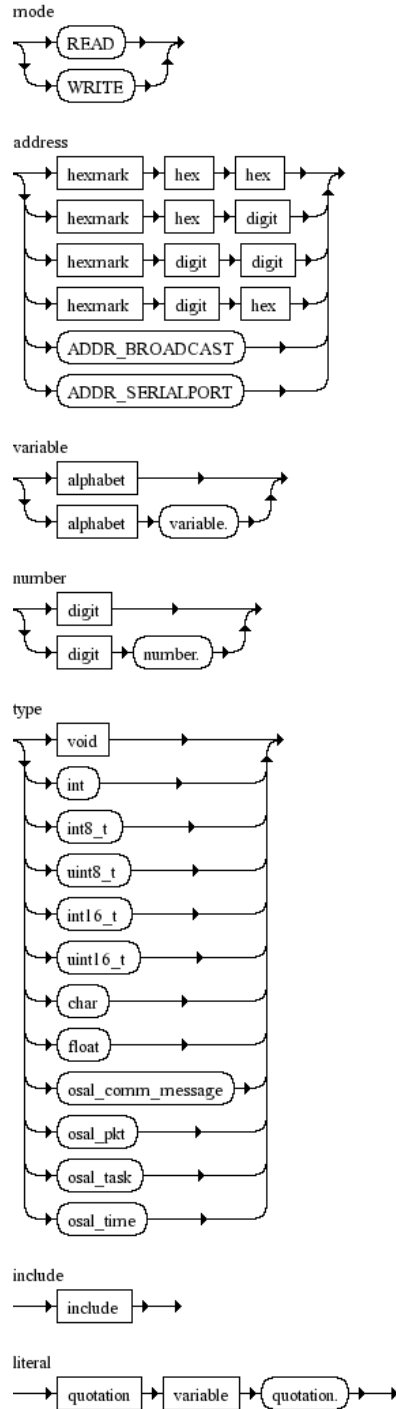 mode
READ
WRITE
address
hexmark hex hex
hexmark hex digit
hexmark digit digit
hexmark digit hex
ADDR_BROADCAST
ADDR_SERIALPORT
variable
alphabet
alphabet variable.
number
digit
digit number.
type
void
int
int8_t
uint8_t
int16_t
uint16_t
char
float
osal_comm_message
osal_pkt
osal_task
osal_time
include
include
literal
quotation variable quotation.